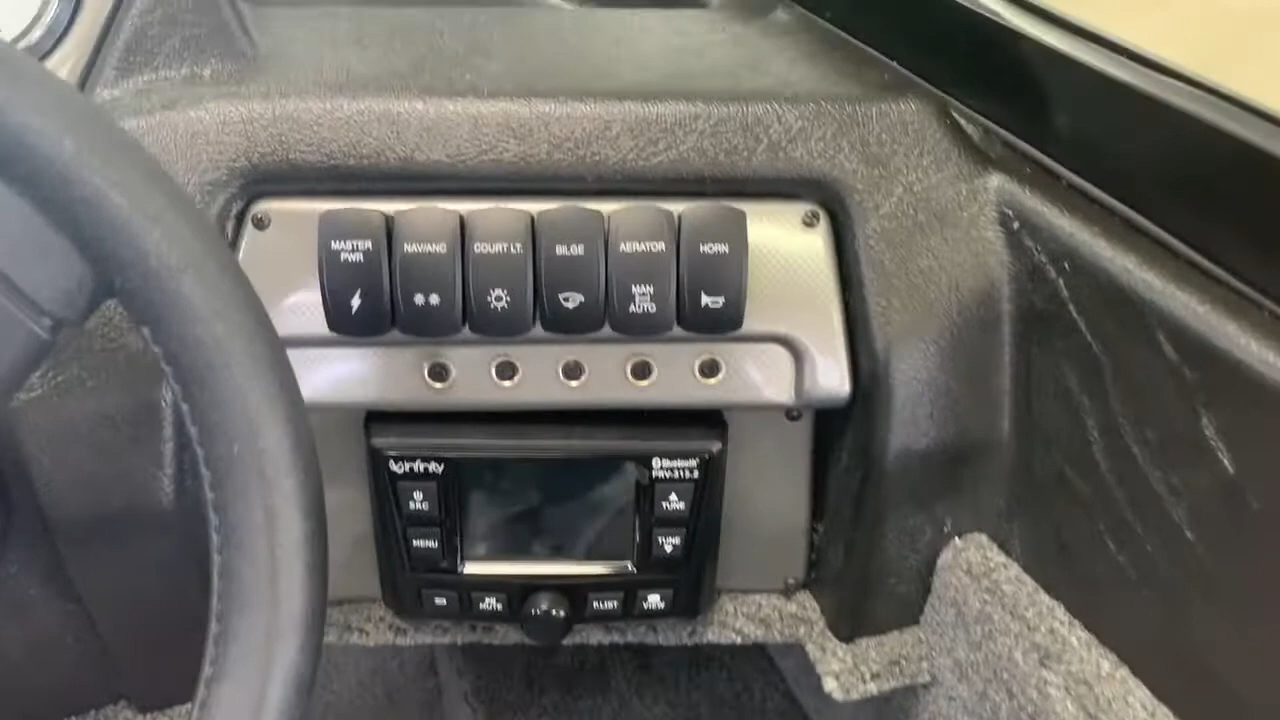 MASTER
PWR
NAV/ANC
COURT LT.
BILGE
AERATOR
MAN
AUTO
HORN
infinity
Bluetooth
PRV-315.2
SRC
MENU
TUNE
TUNE
MUTE
VIEW